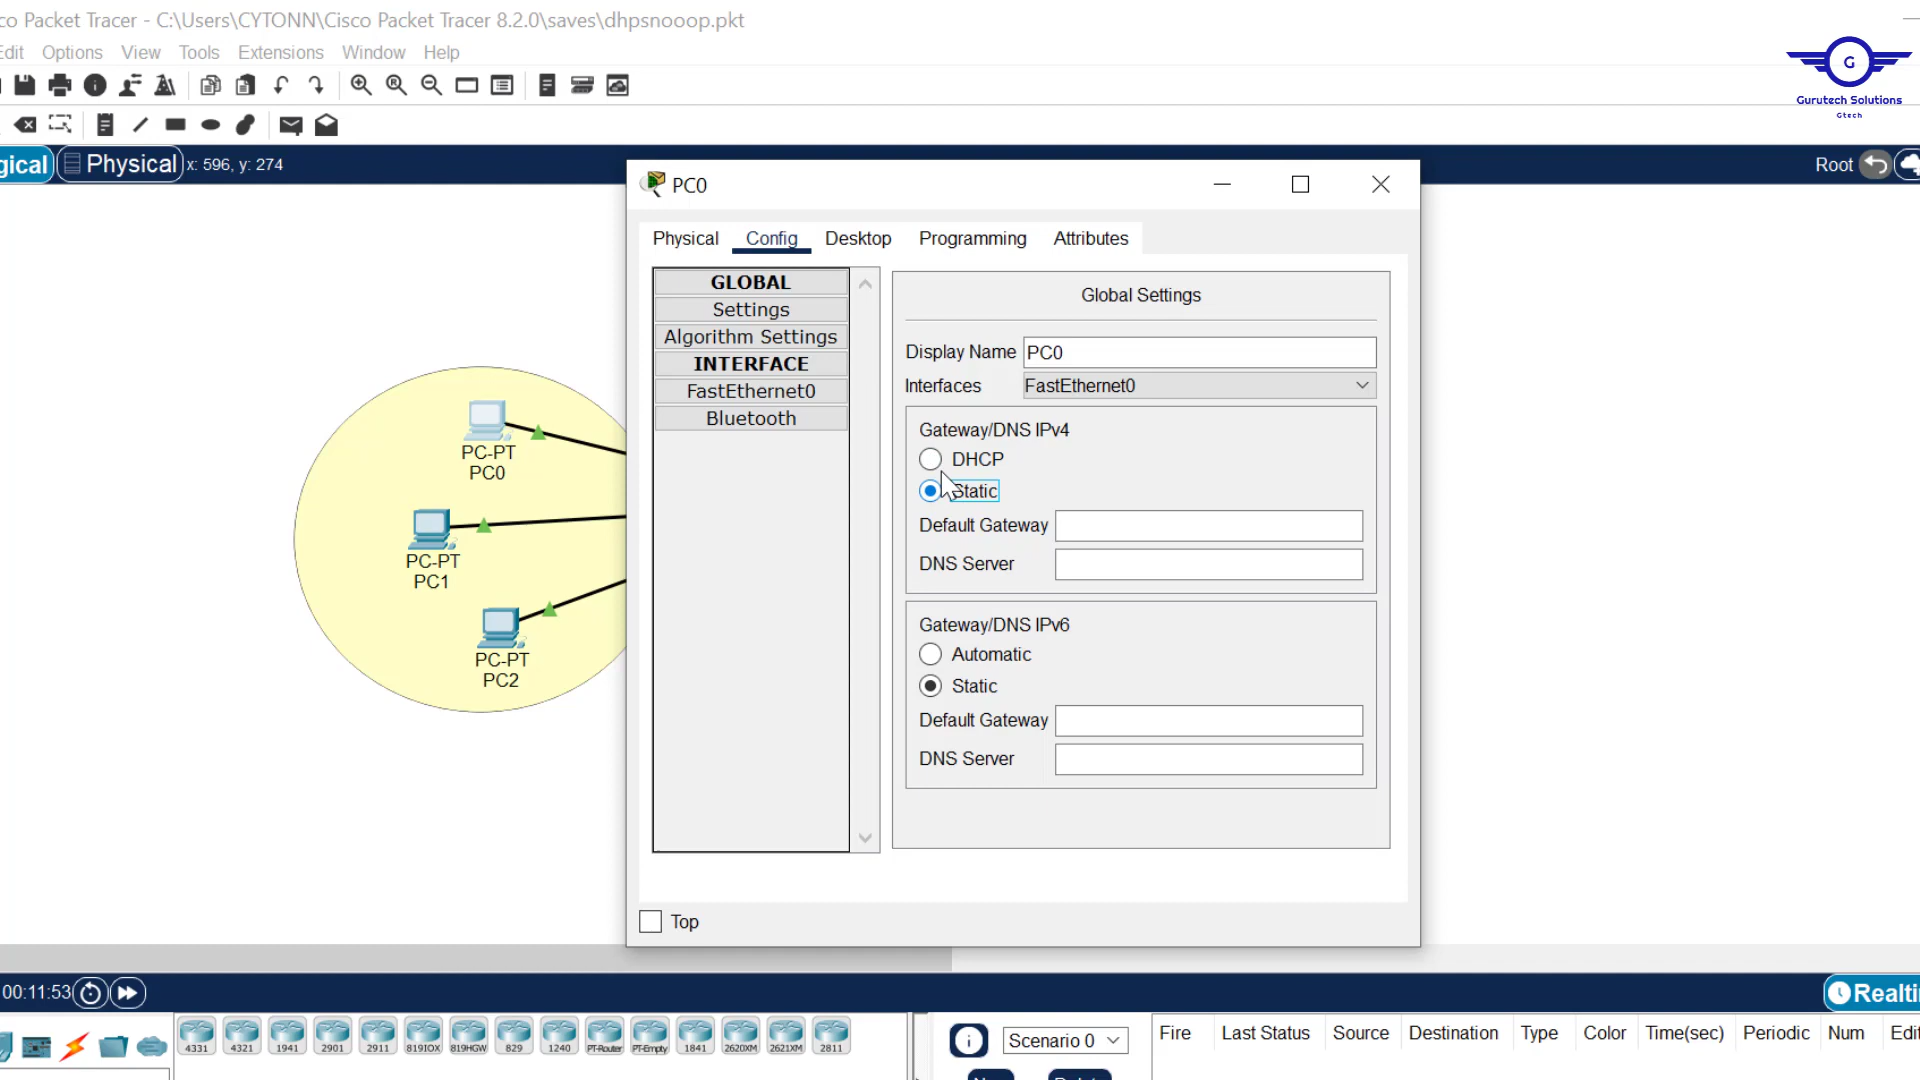 co Packet Tracer - C:\Users\CYTONN\Cisco Packet Tracer 8.2.0\saves\dhpsnooop.pkt
Edit Options View Tools Extensions Window Help
G
Gurutech Solutions
Gtech
gical Physical x: 596, y: 274
Root
PC0
Physical Config Desktop Programming Attributes
GLOBAL
Settings
Algorithm Settings
INTERFACE
FastEthernet0
Bluetooth
Global Settings
Display Name PC0
Interfaces FastEthernet0
Gateway/DNS IPv4
DHCP
Static
Default Gateway
DNS Server
Gateway/DNS IPv6
Automatic
Static
Default Gateway
DNS Server
Top
PC-PT
PC0
PC-PT
PC1
PC-PT
PC2
00:11:53
Realti
4331 4321 1941 2901 2911 819IOX 819HGW 829 1240 PT-Router PT-Empty 1841 2620XM 2621XM 2811
Scenario 0
Fire Last Status Source Destination Type Color Time(sec) Periodic Num Edit